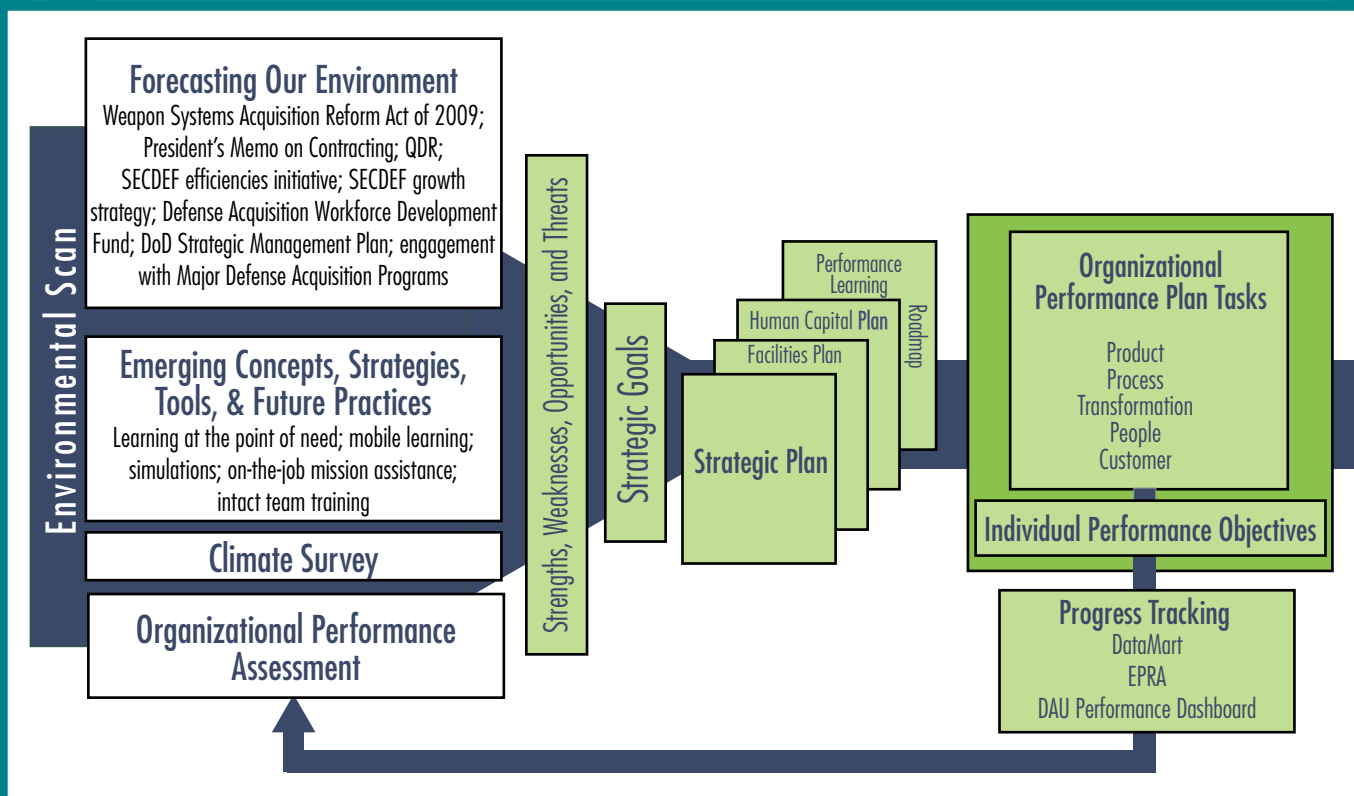 Environmental Scan
Forecasting Our Environment
Weapon Systems Acquisition Reform Act of 2009;
President's Memo on Contracting; QDR;
SECDEF efficiencies initiative; SECDEF growth
strategy; Defense Acquisition Workforce Development
Fund; DoD Strategic Management Plan; engagement
with Major Defense Acquisition Programs
Emerging Concepts, Strategies,
Tools, & Future Practices
Learning at the point of need; mobile learning;
simulations; on-the-job mission assistance;
intact team training
Climate Survey
Organizational Performance
Assessment
Strengths, Weaknesses, Opportunities, and Threats
Strategic Goals
Performance
Learning
Roadmap
Human Capital Plan
Facilities Plan
Strategic Plan
Organizational
Performance Plan Tasks
Product
Process
Transformation
People
Customer
Individual Performance Objectives
Progress Tracking
DataMart
EPRA
DAU Performance Dashboard